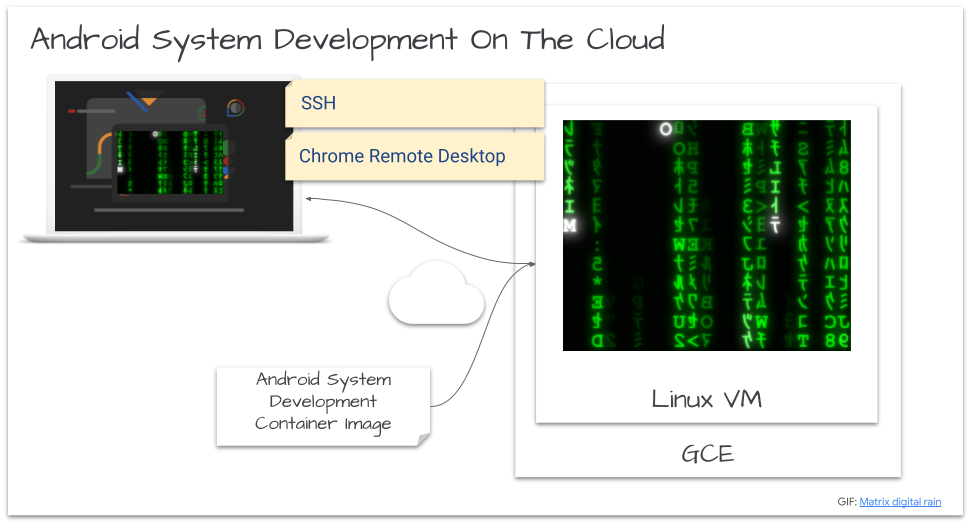 Android System Development On The Cloud
SSH
Chrome Remote Desktop
Android System
Development
Container Image
Linux VM
GCE
GIF: Matrix digital rain